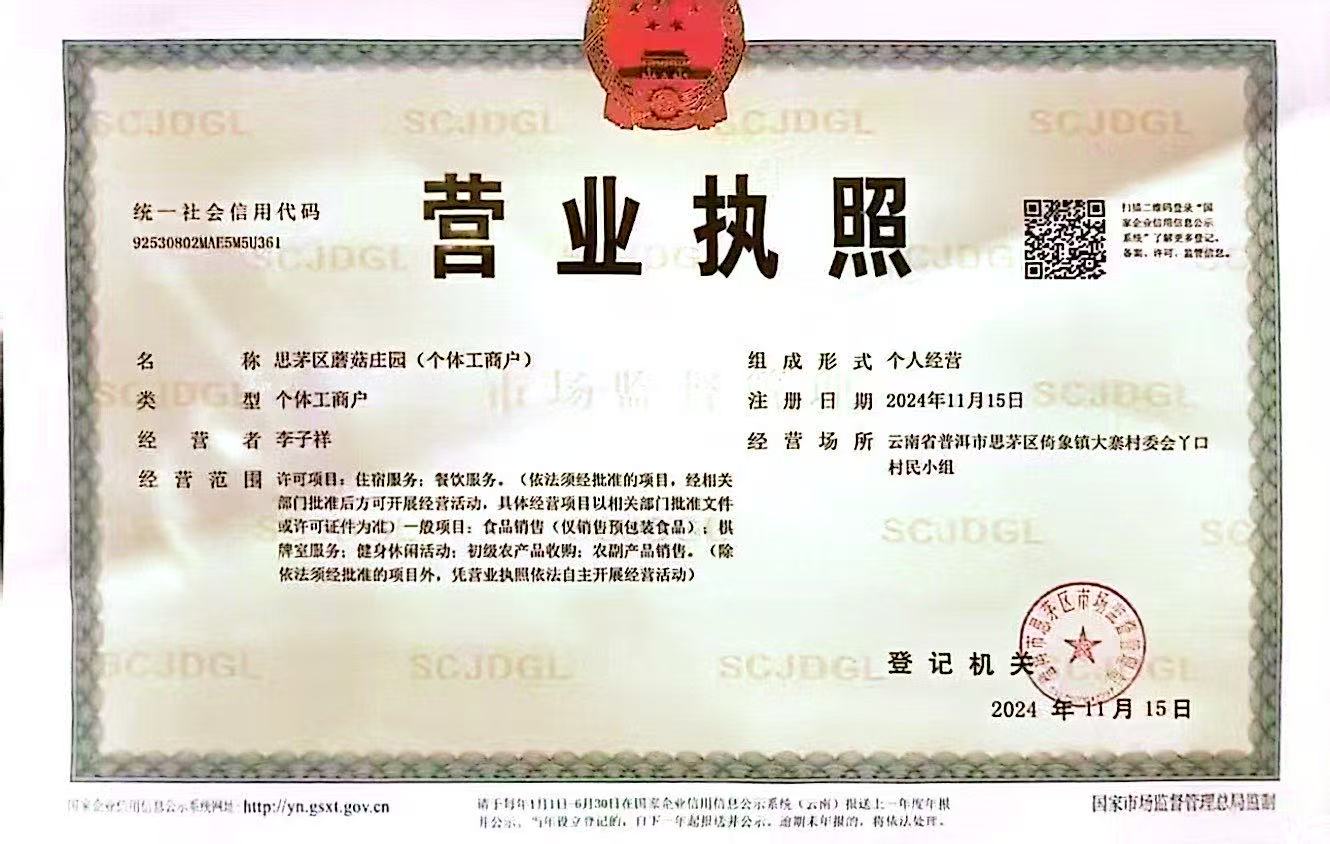 SCJDGL SCJDGL SCJDGL SCJDGL
营业执照
统一社会信用代码
92530802MAE5M5U361
扫描二维码登录“国
家企业信用信息公示
系统”了解更多登记、
备案、许可、监管信息。
SCJDGL SCJDGL SCJDGL
名称 思茅区蘑菇庄园（个体工商户）
组成形式 个人经营
类型 个体工商户
注册日期 2024年11月15日
SCJDGL 市场监督管理 SCJDGL
经营者 李子祥
经营场所 云南省普洱市思茅区倚象镇大寨村委会丫口
村民小组
经营范围 许可项目：住宿服务；餐饮服务。（依法须经批准的项目，经相关
部门批准后方可开展经营活动，具体经营项目以相关部门批准文件
或许可证件为准）一般项目：食品销售（仅销售预包装食品）；棋
牌室服务；健身休闲活动；初级农产品收购；农副产品销售。（除
依法须经批准的项目外，凭营业执照依法自主开展经营活动）
SCJDGL
SCJDGL SCJDGL SCJDGL SCJDGL
登记机关
思茅区市场监督管理局
2024 年 11 月 15 日
国家企业信用信息公示系统网址：http://yn.gsxt.gov.cn
请于每年1月1日-6月30日在国家企业信用信息公示系统（云南）报送上一年度年报
并公示。当年设立登记的，自下一年起报送并公示。逾期未年报的，将依法处理。
国家市场监督管理总局监制